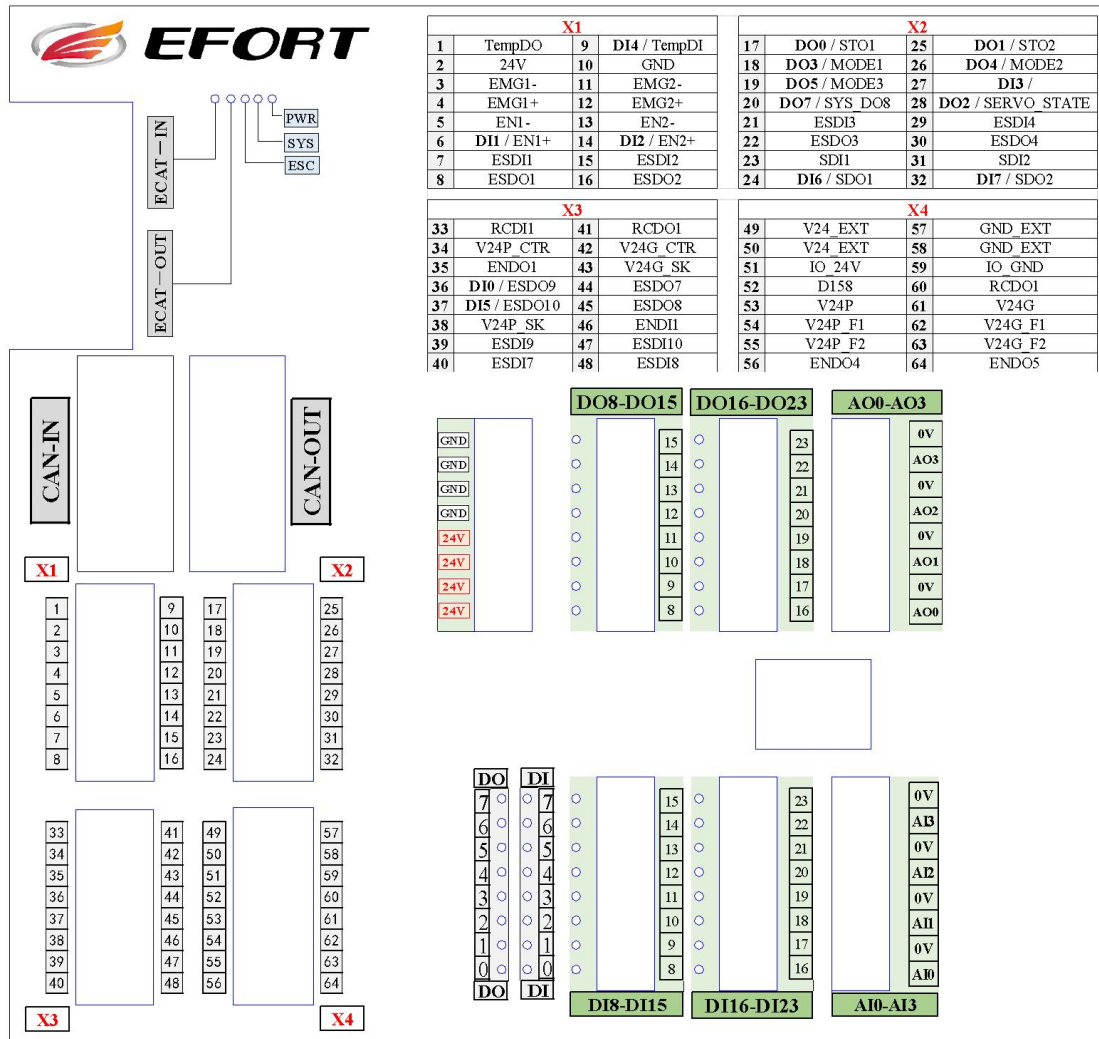 EFORT
PWR
SYS
ESC
ECAT-IN
ECAT-OUT
X1
1 TempDO 9 DI4 / TempDI
2 24V 10 GND
3 EMG1- 11 EMG2-
4 EMG1+ 12 EMG2+
5 EN1- 13 EN2-
6 DI1 / EN1+ 14 DI2 / EN2+
7 ESDI1 15 ESDI2
8 ESDO1 16 ESDO2
X2
17 DO0 / STO1 25 DO1 / STO2
18 DO3 / MODE1 26 DO4 / MODE2
19 DO5 / MODE3 27 DI3 /
20 DO7 / SYS_DO8 28 DO2 / SERVO_STATE
21 ESDI3 29 ESDI4
22 ESDO3 30 ESDO4
23 SDI1 31 SDI2
24 DI6 / SDO1 32 DI7 / SDO2
X3
33 RCDI1 41 RCDO1
34 V24P_CTR 42 V24G_CTR
35 ENDO1 43 V24G_SK
36 DI0 / ESDO9 44 ESDO7
37 DI5 / ESDO10 45 ESDO8
38 V24P_SK 46 ENDI1
39 ESDI9 47 ESDI10
40 ESDI7 48 ESDI8
X4
49 V24_EXT 57 GND_EXT
50 V24_EXT 58 GND_EXT
51 IO_24V 59 IO_GND
52 D158 60 RCDO1
53 V24P 61 V24G
54 V24P_F1 62 V24G_F1
55 V24P_F2 63 V24G_F2
56 ENDO4 64 ENDO5
CAN-IN
CAN-OUT
X1 X2
1 9 17 25
2 10 18 26
3 11 19 27
4 12 20 28
5 13 21 29
6 14 22 30
7 15 23 31
8 16 24 32
33 41 49 57
34 42 50 58
35 43 51 59
36 44 52 60
37 45 53 61
38 46 54 62
39 47 55 63
40 48 56 64
X3 X4
DO8-DO15 DO16-DO23 AO0-AO3
GND 15 23 0V
GND 14 22 AO3
GND 13 21 0V
GND 12 20 AO2
24V 11 19 0V
24V 10 18 AO1
24V 9 17 0V
24V 8 16 AO0
DO DI
7 7 15 23 0V
6 6 14 22 AI3
5 5 13 21 0V
4 4 12 20 AI2
3 3 11 19 0V
2 2 10 18 AI1
1 1 9 17 0V
0 0 8 16 AI0
DO DI
DI8-DI15 DI16-DI23 AI0-AI3